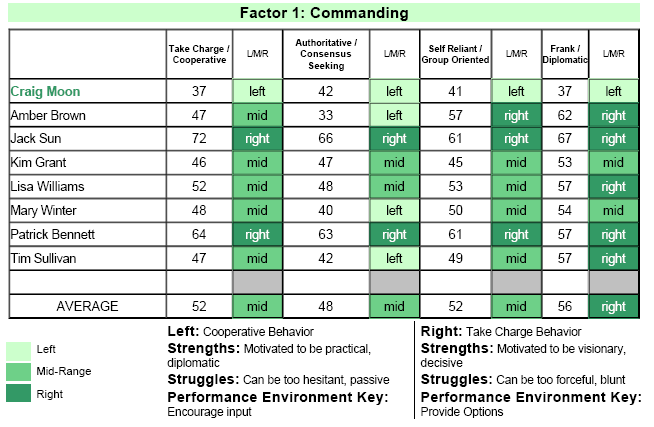 Factor 1: Commanding
Take Charge / Cooperative L/M/R Authoritative / Consensus Seeking L/M/R Self Reliant / Group Oriented L/M/R Frank / Diplomatic L/M/R
Craig Moon 37 left 42 left 41 left 37 left
Amber Brown 47 mid 33 left 57 right 62 right
Jack Sun 72 right 66 right 61 right 67 right
Kim Grant 46 mid 47 mid 45 mid 53 mid
Lisa Williams 52 mid 48 mid 53 mid 57 right
Mary Winter 48 mid 40 left 50 mid 54 mid
Patrick Bennett 64 right 63 right 61 right 57 right
Tim Sullivan 47 mid 42 left 49 mid 57 right
AVERAGE 52 mid 48 mid 52 mid 56 right
Left
Mid-Range
Right
Left: Cooperative Behavior
Strengths: Motivated to be practical,
diplomatic
Struggles: Can be too hesitant, passive
Performance Environment Key:
Encourage input
Right: Take Charge Behavior
Strengths: Motivated to be visionary,
decisive
Struggles: Can be too forceful, blunt
Performance Environment Key:
Provide Options